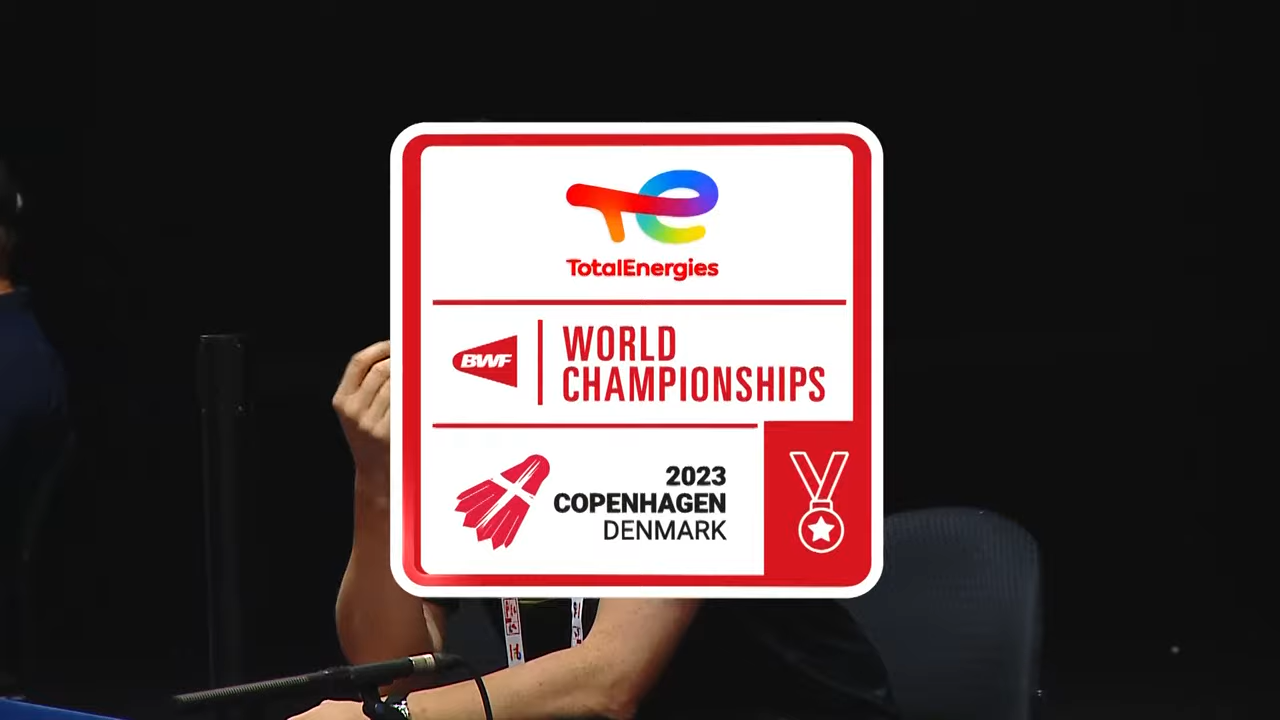 TotalEnergies
BWF
WORLD
CHAMPIONSHIPS
2023
COPENHAGEN
DENMARK